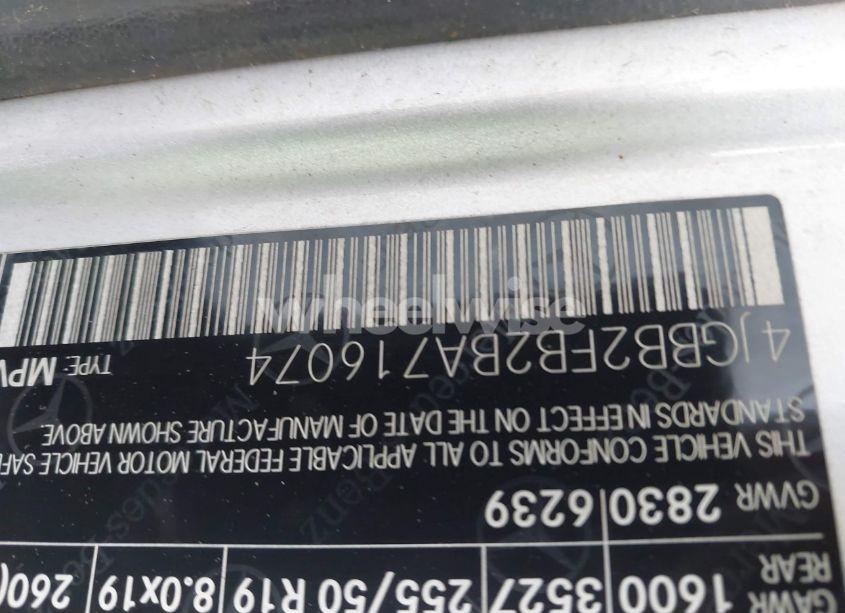 GAWR
REAR 1600 3527 255/50 R19 8.0x19 260(
GVWR 2830 6239
THIS VEHICLE CONFORMS TO ALL APPLICABLE FEDERAL MOTOR VEHICLE SAFE
STANDARDS IN EFFECT ON THE DATE OF MANUFACTURE SHOWN ABOVE
4JGBB2FB2BA716074 TYPE: MPV
wheelwise